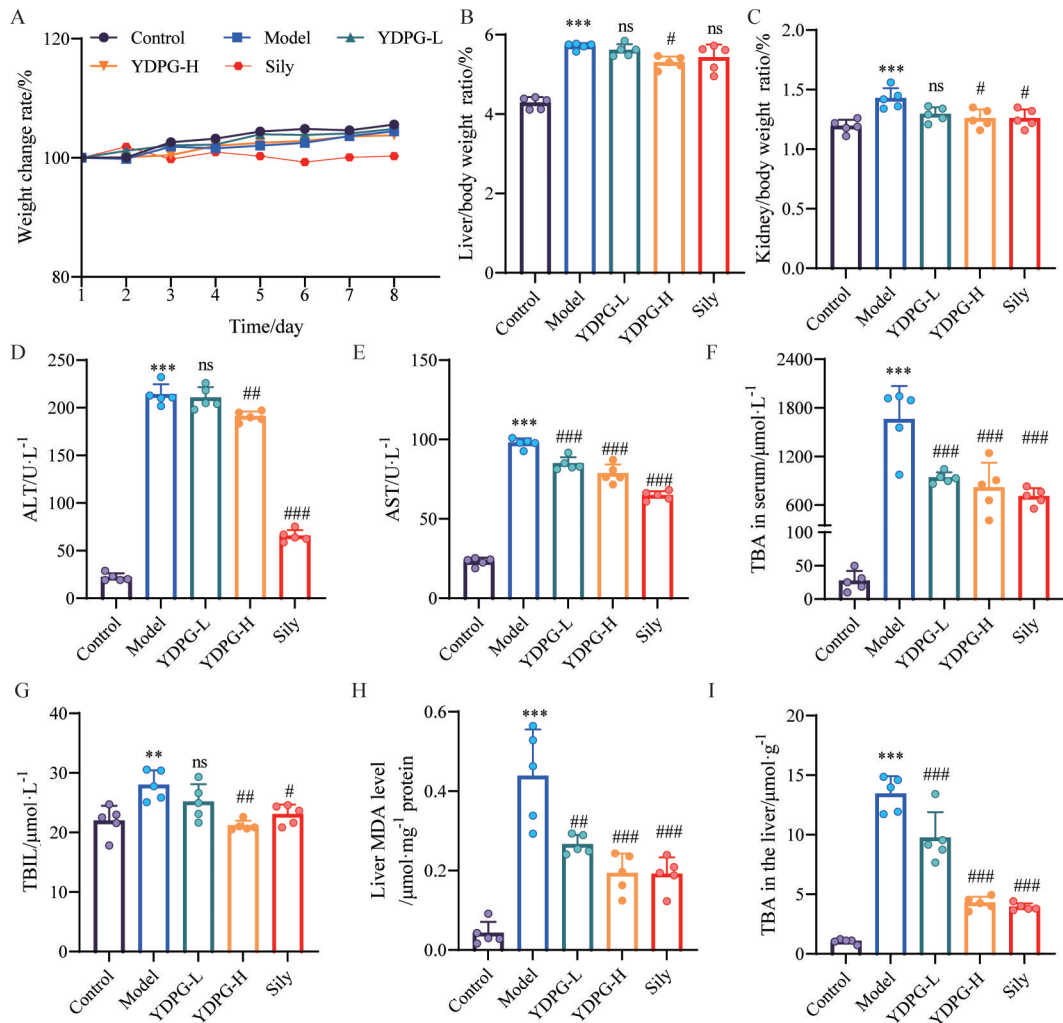 A
120
100
80
Weight change rate/%
Control
Model
YDPG-L
YDPG-H
Sily
1 2 3 4 5 6 7 8
Time/day
B
6
4
2
0
Liver/body weight ratio/%
*** ns # ns
Control Model YDPG-L YDPG-H Sily
C
2.0
1.5
1.0
0.5
0.0
Kidney/body weight ratio/%
*** ns # #
Control Model YDPG-L YDPG-H Sily
D
250
200
150
100
50
0
ALT/U·L⁻¹
*** ns ## ###
Control Model YDPG-L YDPG-H Sily
E
150
100
50
0
AST/U·L⁻¹
*** ### ### ###
Control Model YDPG-L YDPG-H Sily
F
2400
1800
1200
600
100
50
0
TBA in serum/μmol·L⁻¹
*** ### ### ###
Control Model YDPG-L YDPG-H Sily
G
40
30
20
10
0
TBIL/μmol·L⁻¹
** ns ## #
Control Model YDPG-L YDPG-H Sily
H
0.6
0.4
0.2
0.0
Liver MDA level
/μmol·mg⁻¹ protein
*** ## ### ###
Control Model YDPG-L YDPG-H Sily
I
20
15
10
5
0
TBA in the liver/μmol·g⁻¹
*** ### ### ###
Control Model YDPG-L YDPG-H Sily